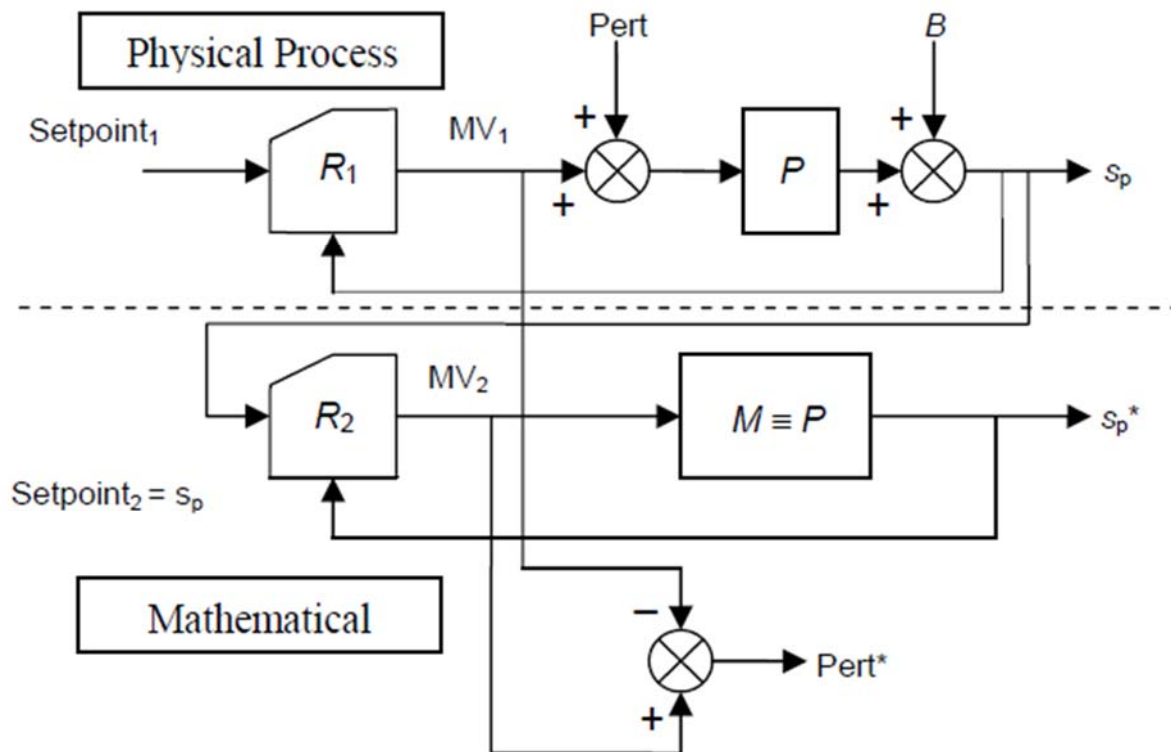 Physical Process
Pert
B
Setpoint₁
R₁
MV₁
+
+
P
+
+
sₚ
R₂
MV₂
M ≡ P
sₚ*
Setpoint₂ = sₚ
Mathematical
−
+
Pert*